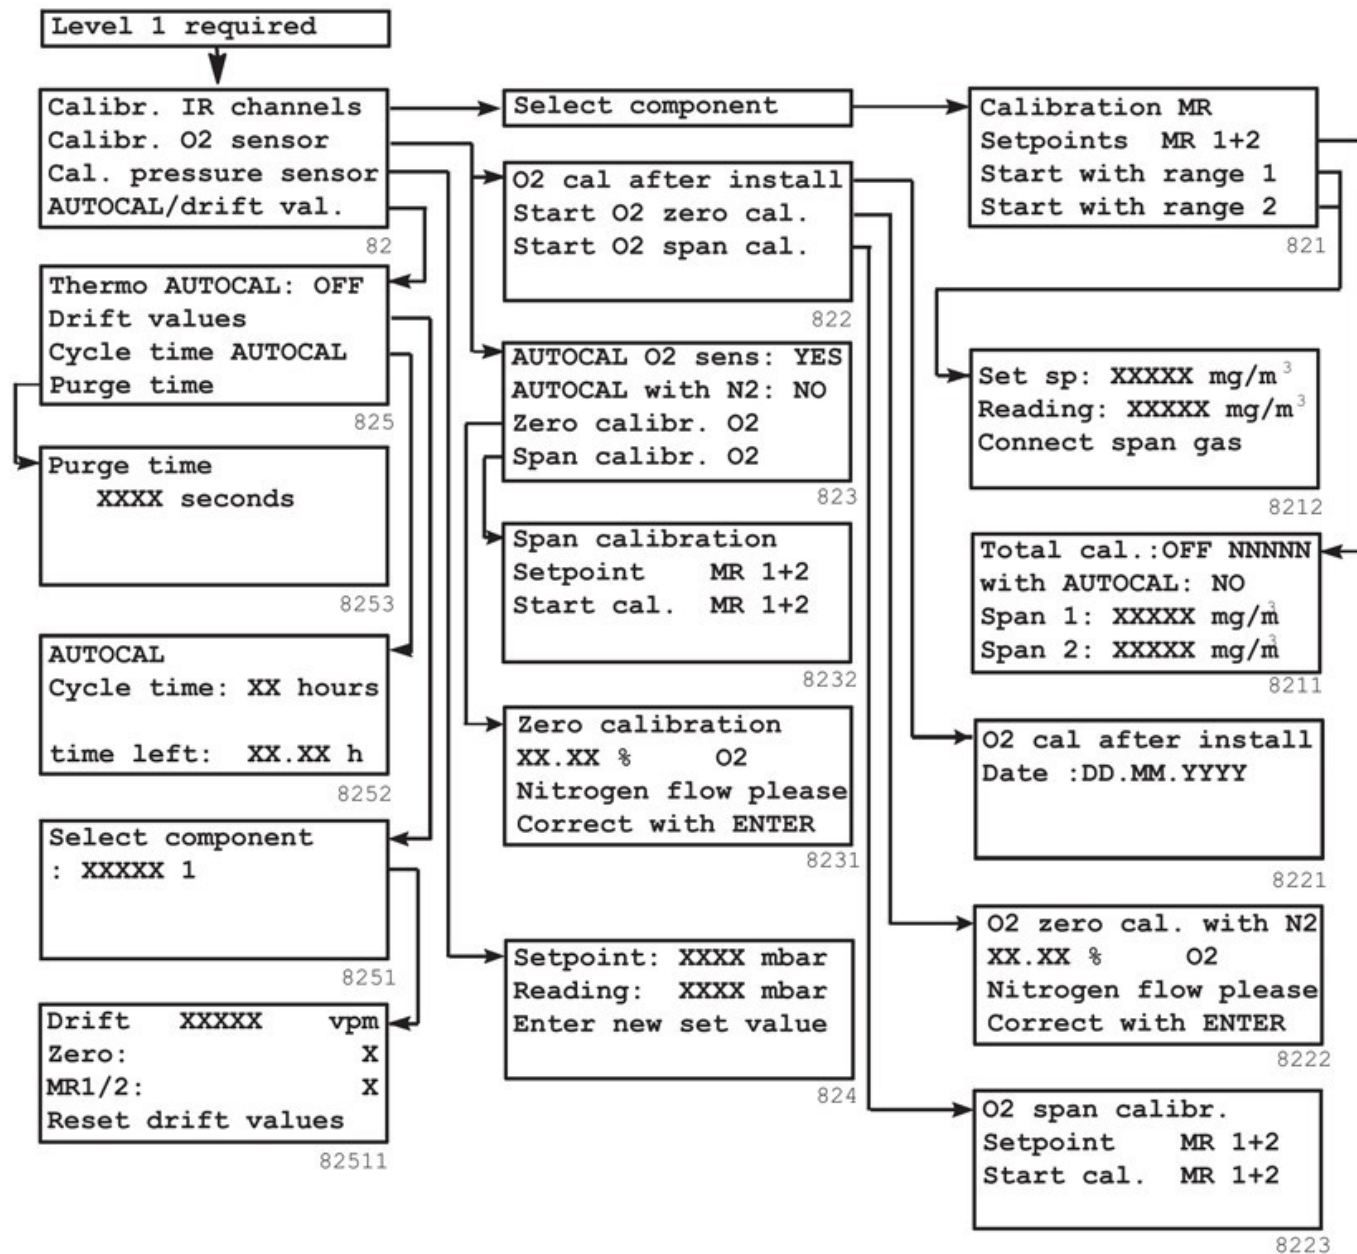 Level 1 required
Calibr. IR channels
Calibr. O2 sensor
Cal. pressure sensor
AUTOCAL/drift val.
82
Thermo AUTOCAL: OFF
Drift values
Cycle time AUTOCAL
Purge time
825
Purge time
XXXX seconds
8253
AUTOCAL
Cycle time: XX hours
time left: XX.XX h
8252
Select component
: XXXXX 1
8251
Drift XXXXX vpm
Zero: X
MR1/2: X
Reset drift values
82511
Select component
O2 cal after install
Start O2 zero cal.
Start O2 span cal.
822
AUTOCAL O2 sens: YES
AUTOCAL with N2: NO
Zero calibr. O2
Span calibr. O2
823
Span calibration
Setpoint MR 1+2
Start cal. MR 1+2
8232
Zero calibration
XX.XX % O2
Nitrogen flow please
Correct with ENTER
8231
Setpoint: XXXX mbar
Reading: XXXX mbar
Enter new set value
824
Calibration MR
Setpoints MR 1+2
Start with range 1
Start with range 2
821
Set sp: XXXXX mg/m³
Reading: XXXXX mg/m³
Connect span gas
8212
Total cal.:OFF NNNNN
with AUTOCAL: NO
Span 1: XXXXX mg/m³
Span 2: XXXXX mg/m³
8211
O2 cal after install
Date :DD.MM.YYYY
8221
O2 zero cal. with N2
XX.XX % O2
Nitrogen flow please
Correct with ENTER
8222
O2 span calibr.
Setpoint MR 1+2
Start cal. MR 1+2
8223